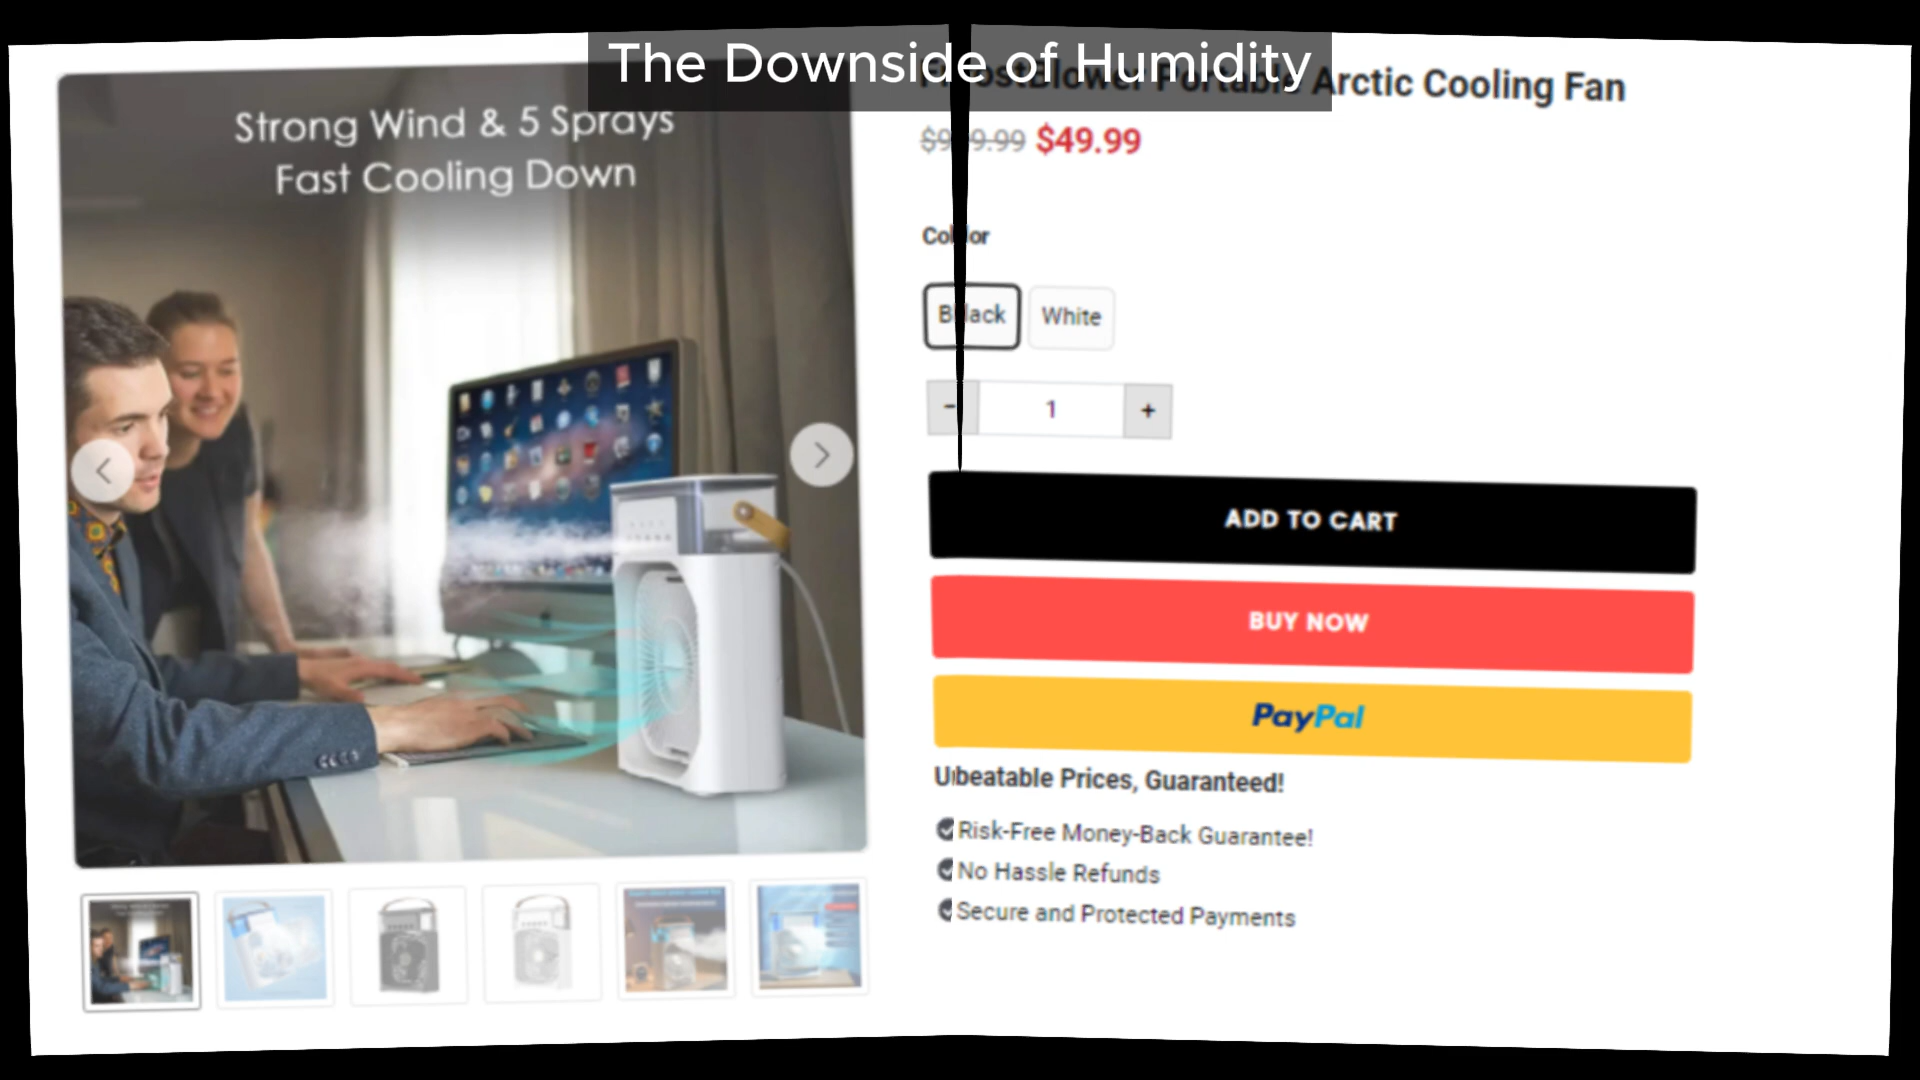 The Downside of Humidity
Strong Wind & 5 Sprays
Fast Cooling Down
Portable Arctic Cooling Fan
$49.99
White
1
ADD TO CART
BUY NOW
PayPal
Prices, Guaranteed!
Risk-Free Money-Back Guarantee!
No Hassle Refunds
Secure and Protected Payments